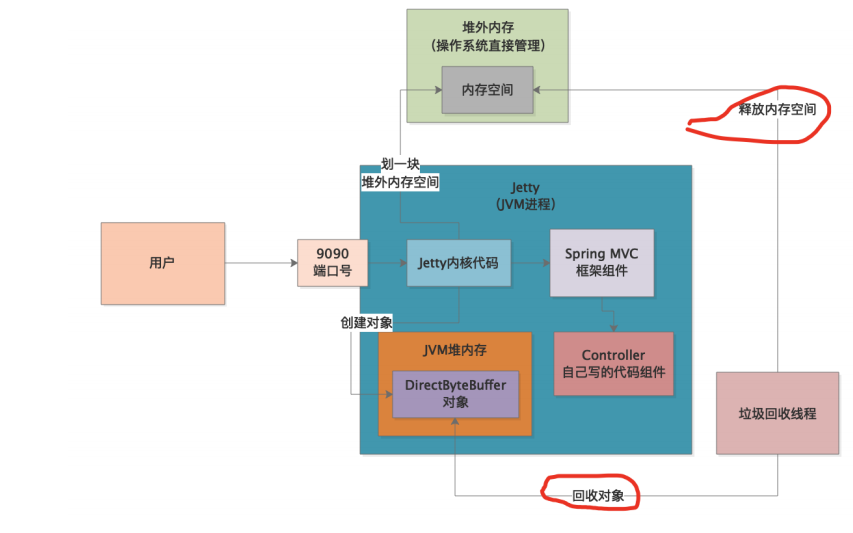 堆外内存
（操作系统直接管理）
内存空间
释放内存空间
划一块
堆外内存空间
Jetty
（JVM进程）
用户
9090
端口号
Jetty内核代码
Spring MVC
框架组件
创建对象
JVM堆内存
DirectByteBuffer
对象
Controller
自己写的代码组件
垃圾回收线程
回收对象